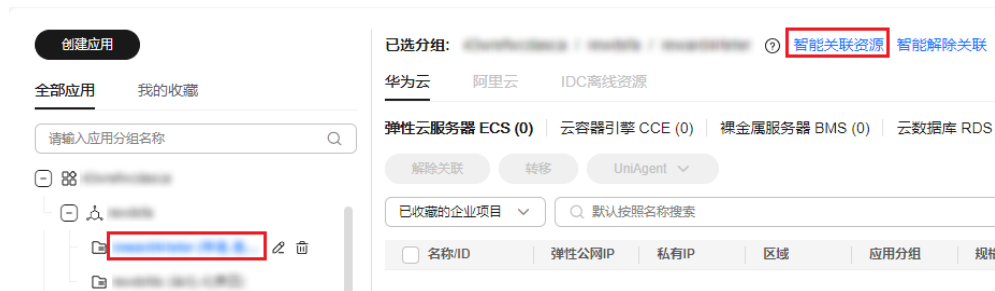 创建应用
全部应用 我的收藏
请输入应用分组名称
已选分组: 智能关联资源 智能解除关联
华为云 阿里云 IDC离线资源
弹性云服务器 ECS (0) 云容器引擎 CCE (0) 裸金属服务器 BMS (0) 云数据库 RDS
解除关联 转移 UniAgent
已收藏的企业项目 默认按照名称搜索
名称/ID 弹性公网IP 私有IP 区域 应用分组 规格